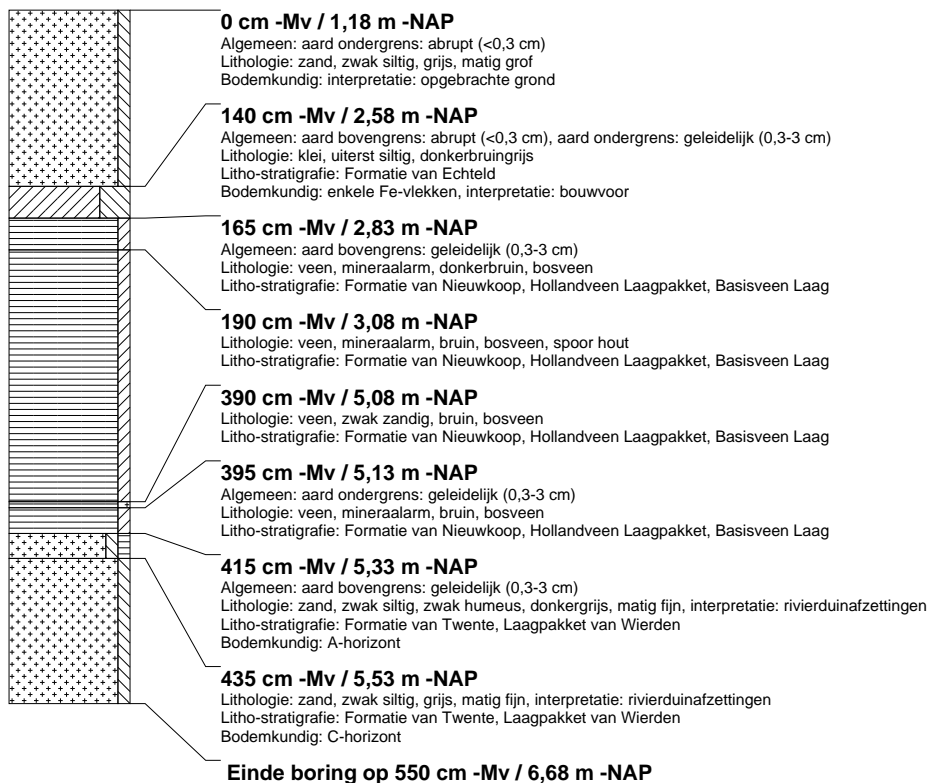 0 cm -Mv / 1,18 m -NAP
Algemeen: aard ondergrens: abrupt (<0,3 cm)
Lithologie: zand, zwak siltig, grijs, matig grof
Bodemkundig: interpretatie: opgebrachte grond
140 cm -Mv / 2,58 m -NAP
Algemeen: aard bovengrens: abrupt (<0,3 cm), aard ondergrens: geleidelijk (0,3-3 cm)
Lithologie: klei, uiterst siltig, donkerbruingrijs
Litho-stratigrafie: Formatie van Echteld
Bodemkundig: enkele Fe-vlekken, interpretatie: bouwvoor
165 cm -Mv / 2,83 m -NAP
Algemeen: aard bovengrens: geleidelijk (0,3-3 cm)
Lithologie: veen, mineraalarm, donkerbruin, bosveen
Litho-stratigrafie: Formatie van Nieuwkoop, Hollandveen Laagpakket, Basisveen Laag
190 cm -Mv / 3,08 m -NAP
Lithologie: veen, mineraalarm, bruin, bosveen, spoor hout
Litho-stratigrafie: Formatie van Nieuwkoop, Hollandveen Laagpakket, Basisveen Laag
390 cm -Mv / 5,08 m -NAP
Lithologie: veen, zwak zandig, bruin, bosveen
Litho-stratigrafie: Formatie van Nieuwkoop, Hollandveen Laagpakket, Basisveen Laag
395 cm -Mv / 5,13 m -NAP
Algemeen: aard ondergrens: geleidelijk (0,3-3 cm)
Lithologie: veen, mineraalarm, bruin, bosveen
Litho-stratigrafie: Formatie van Nieuwkoop, Hollandveen Laagpakket, Basisveen Laag
415 cm -Mv / 5,33 m -NAP
Algemeen: aard bovengrens: geleidelijk (0,3-3 cm)
Lithologie: zand, zwak siltig, zwak humeus, donkergrijs, matig fijn, interpretatie: rivierduinafzettingen
Litho-stratigrafie: Formatie van Twente, Laagpakket van Wierden
Bodemkundig: A-horizont
435 cm -Mv / 5,53 m -NAP
Lithologie: zand, zwak siltig, grijs, matig fijn, interpretatie: rivierduinafzettingen
Litho-stratigrafie: Formatie van Twente, Laagpakket van Wierden
Bodemkundig: C-horizont
Einde boring op 550 cm -Mv / 6,68 m -NAP